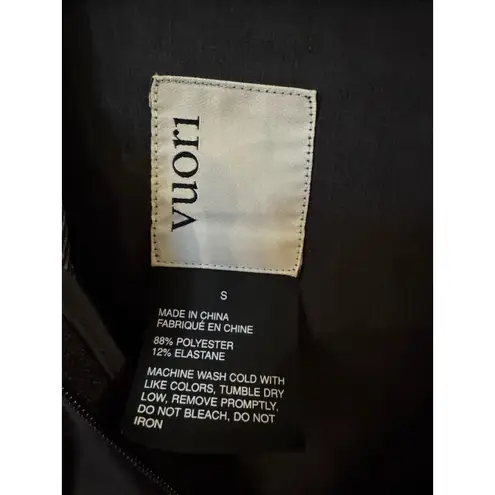 vuori
S
MADE IN CHINA
FABRIQUÉ EN CHINE
88% POLYESTER
12% ELASTANE
MACHINE WASH COLD WITH
LIKE COLORS, TUMBLE DRY
LOW, REMOVE PROMPTLY,
DO NOT BLEACH, DO NOT
IRON